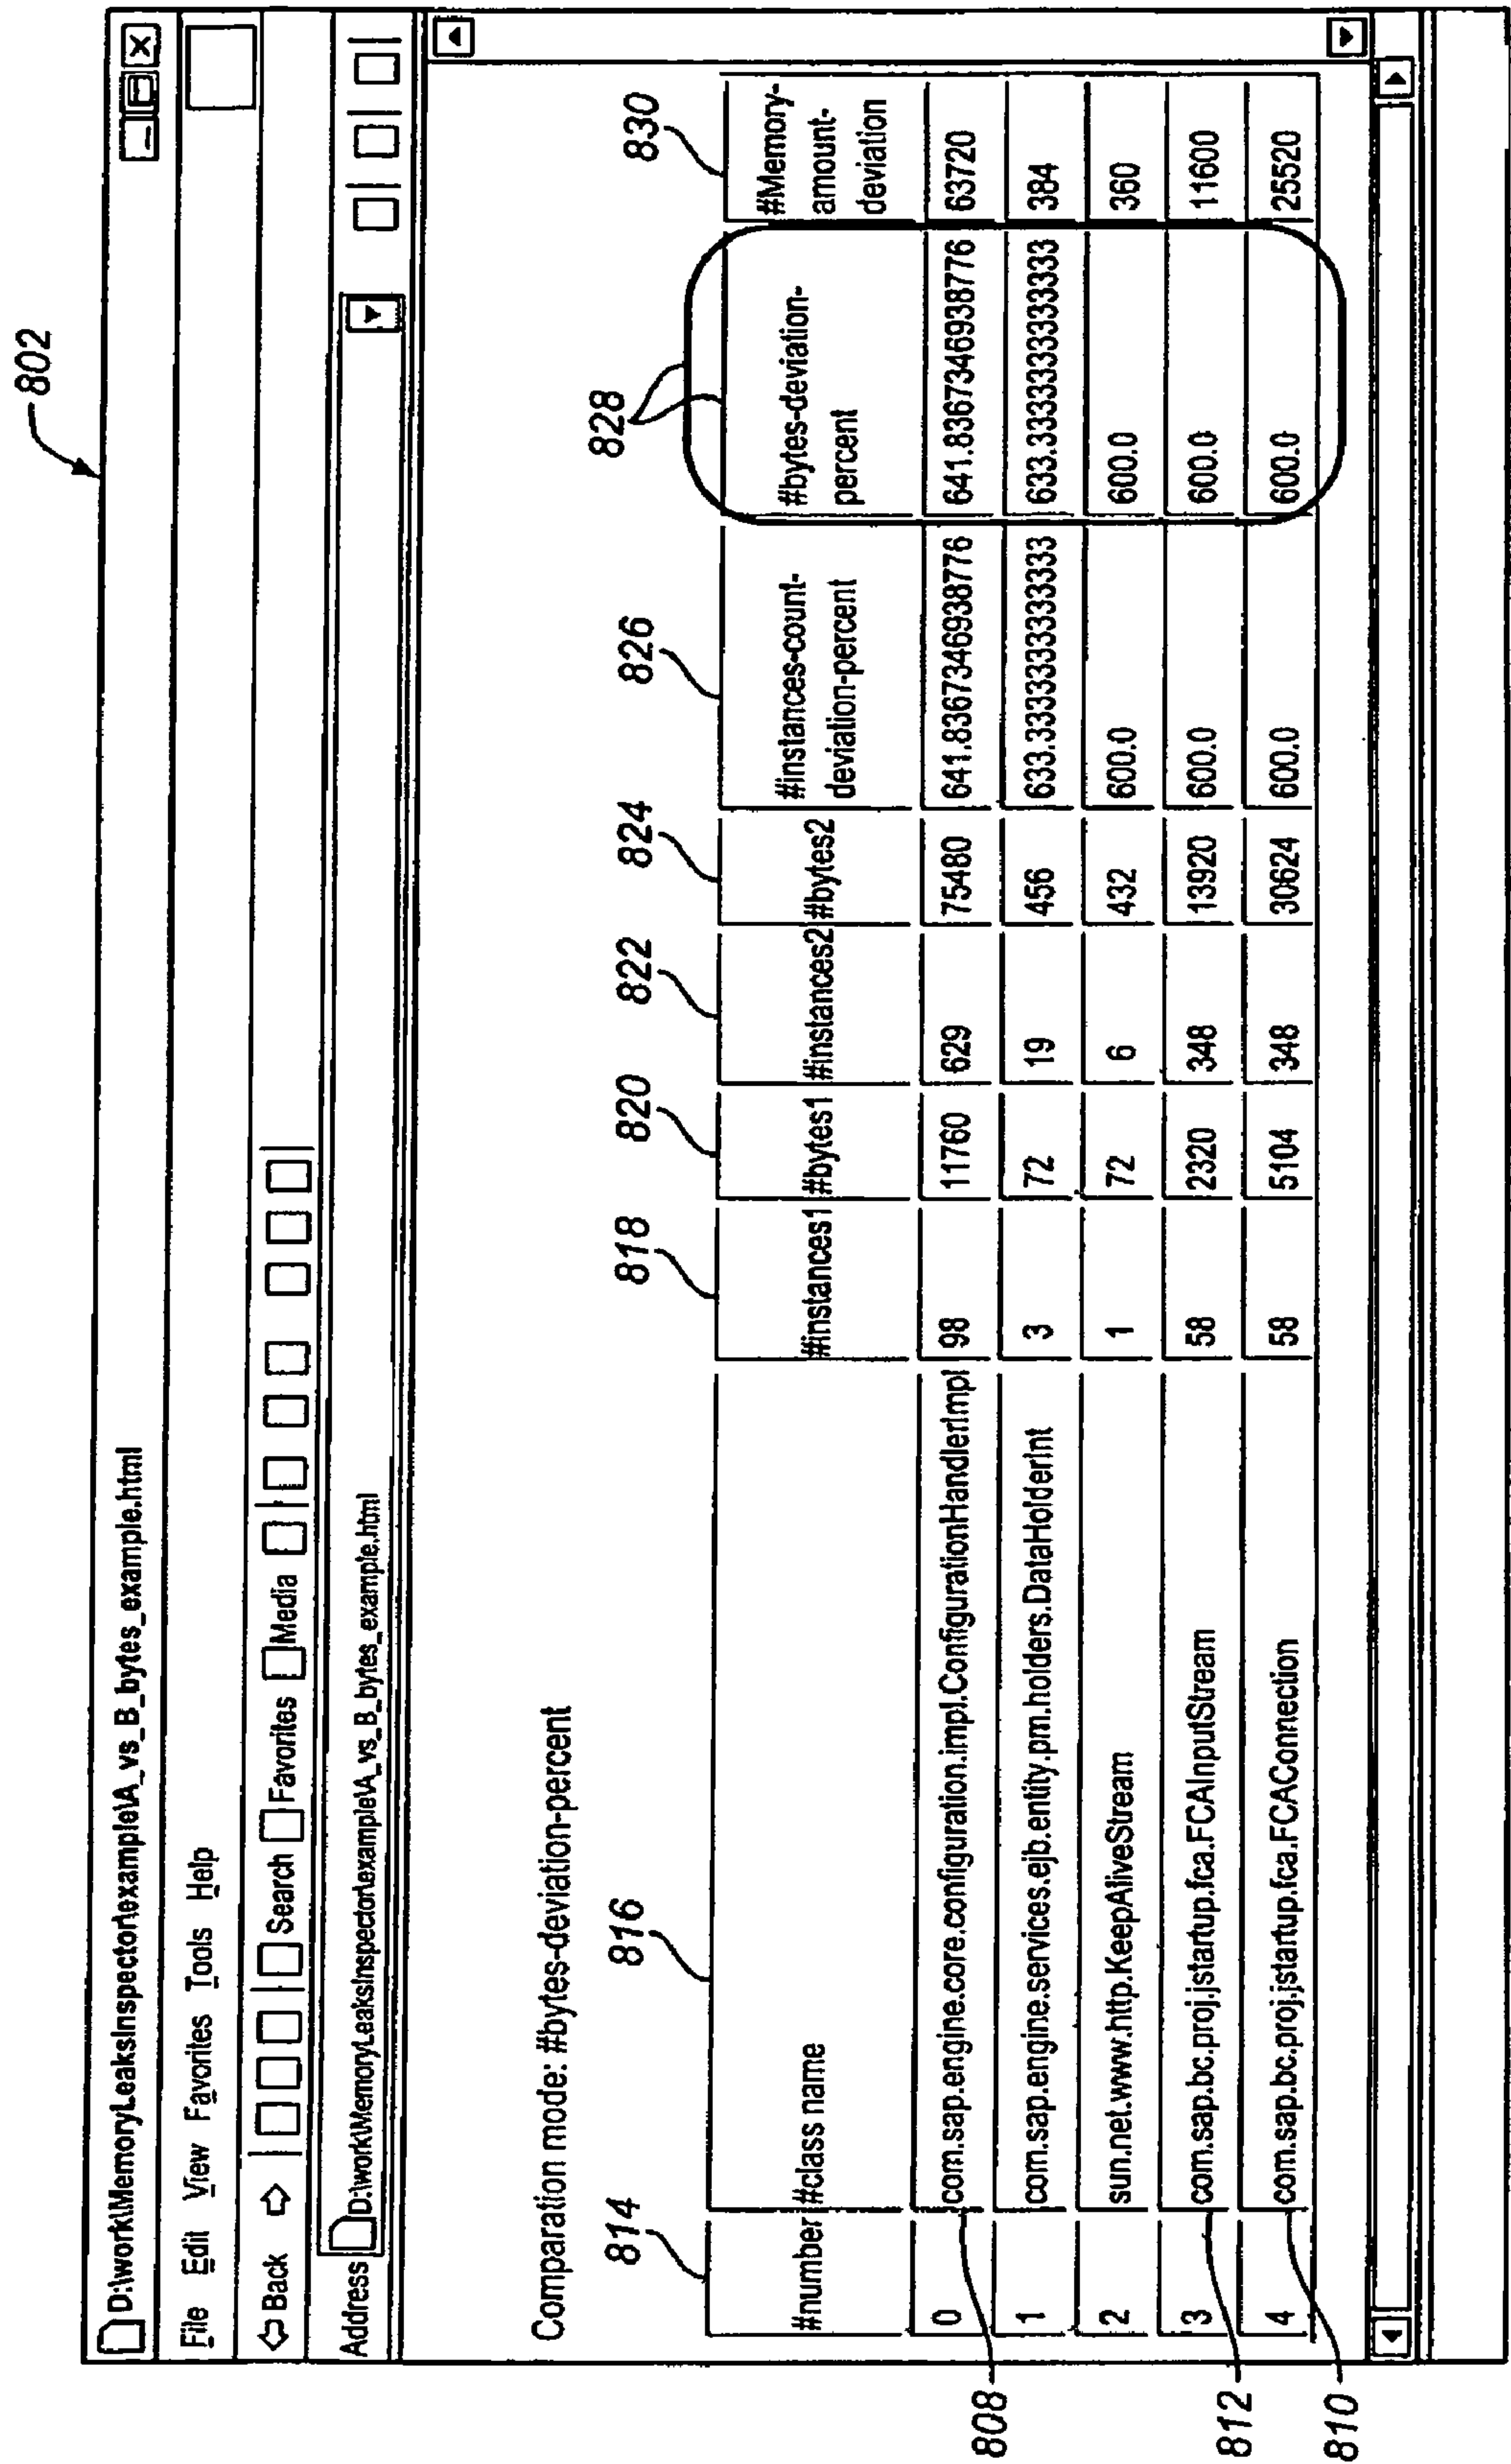 802
D:\work\MemoryLeaksInspector\example\A_vs_B_bytes_example.html
File Edit View Favorites Tools Help
Back Search Favorites Media
Address D:\work\MemoryLeaksInspector\example\A_vs_B_bytes_example.html
Comparation mode: #bytes-deviation-percent
814 816 818 820 822 824 826 828 830
#number #class name #instances1 #bytes1 #instances2 #bytes2 #instances-count- #bytes-deviation- #Memory-
deviation-percent percent amount-
deviation
0 com.sap.engine.core.configuration.impl.ConfigurationHandlerImpl 98 11760 629 75480 641.8367346938776 641.8367346938776 63720
1 com.sap.engine.services.ejb.entity.pm.holders.DataHolderInt 3 72 19 456 633.3333333333333 633.3333333333333 384
2 sun.net.www.http.KeepAliveStream 1 72 6 432 600.0 600.0 360
3 com.sap.bc.proj.jstartup.fca.FCAInputStream 58 2320 348 13920 600.0 600.0 11600
4 com.sap.bc.proj.jstartup.fca.FCAConnection 58 5104 348 30624 600.0 600.0 25520
808
812
810